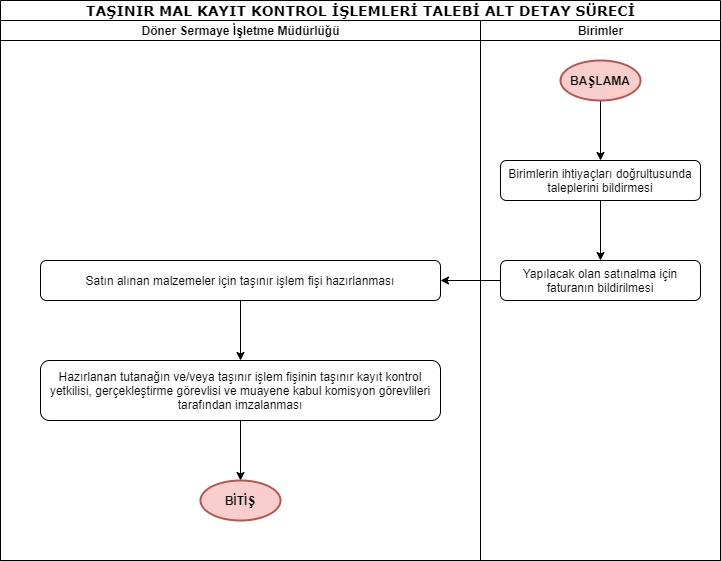 TAŞINIR MAL KAYIT KONTROL İŞLEMLERİ TALEBİ ALT DETAY SÜRECİ
Döner Sermaye İşletme Müdürlüğü
Birimler
BAŞLAMA
Birimlerin ihtiyaçları doğrultusunda
taleplerini bildirmesi
Yapılacak olan satınalma için
faturanın bildirilmesi
Satın alınan malzemeler için taşınır işlem fişi hazırlanması
Hazırlanan tutanağın ve/veya taşınır işlem fişinin taşınır kayıt kontrol
yetkilisi, gerçekleştirme görevlisi ve muayene kabul komisyon görevlileri
tarafından imzalanması
BİTİŞ